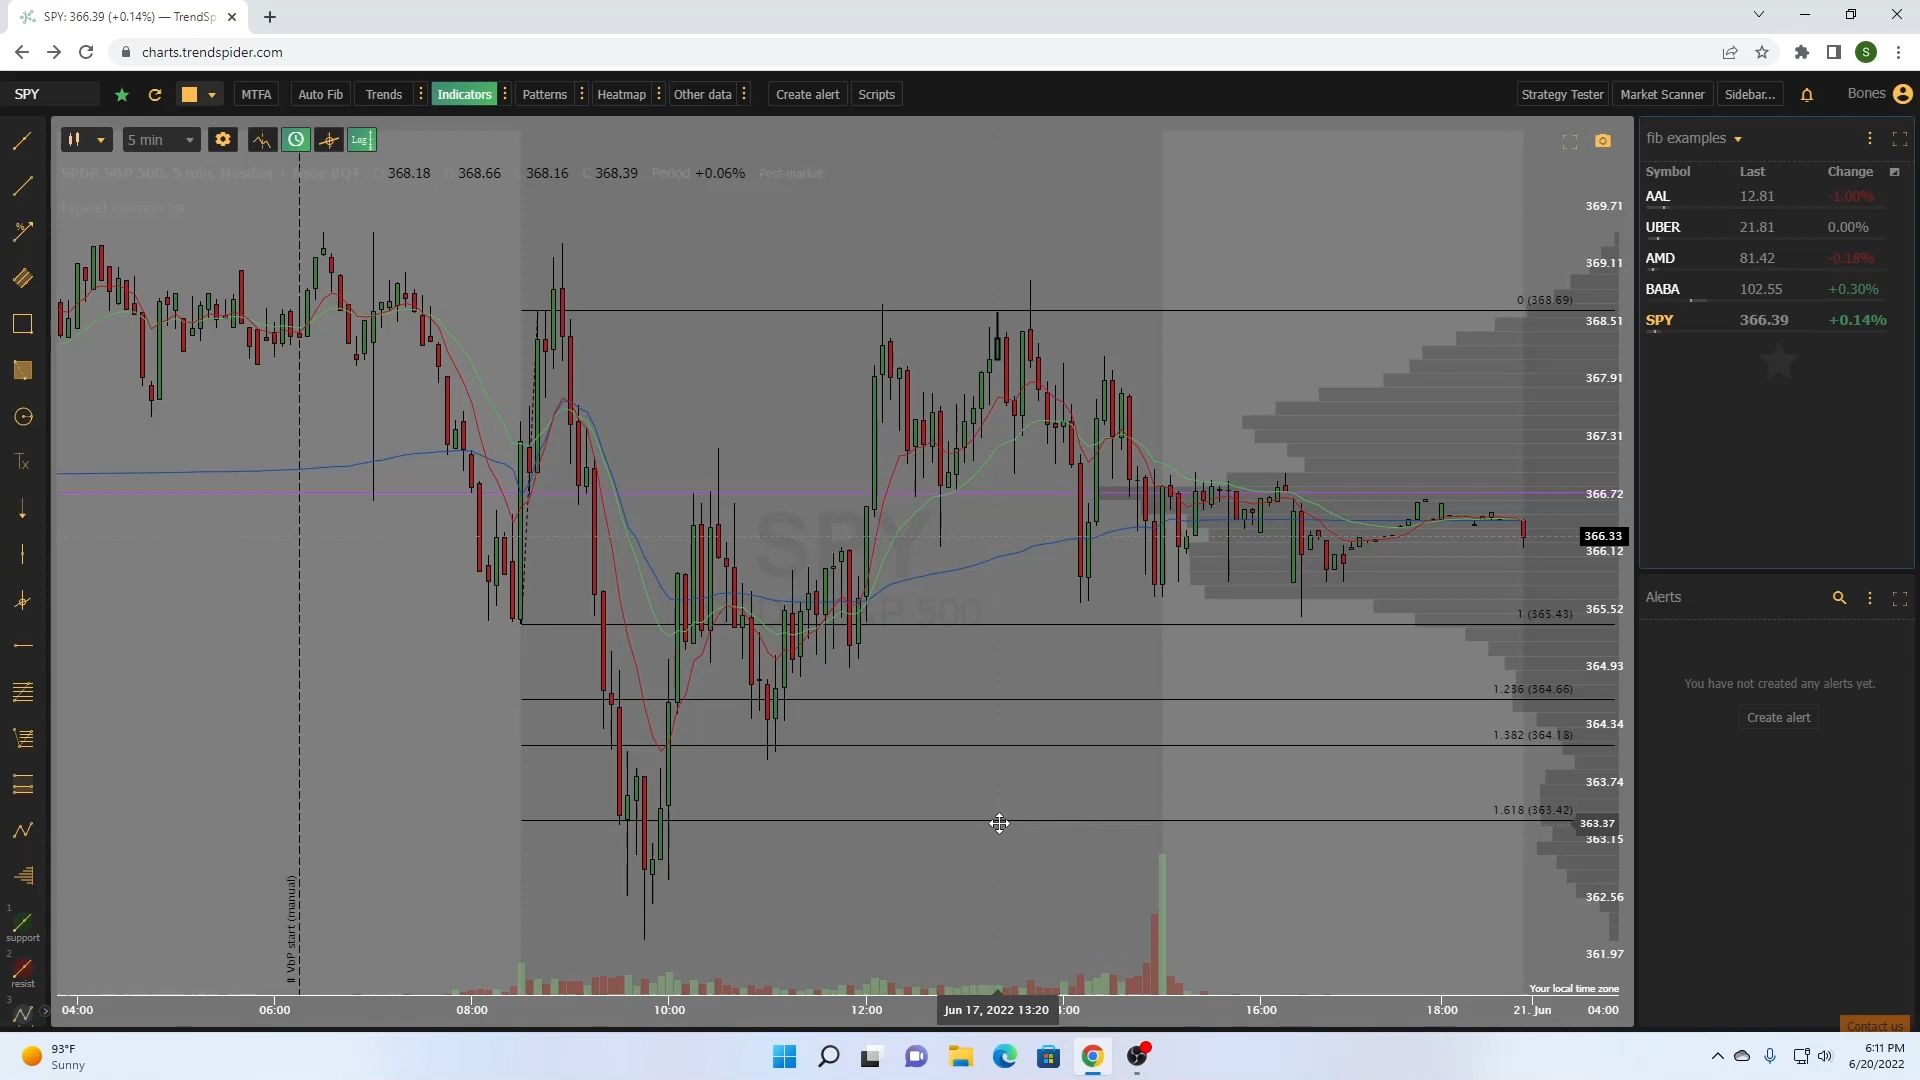 SPY: 366.39 (+0.14%) — TrendSp
charts.trendspider.com
S
SPY
MTFA
Auto Fib
Trends
Indicators
Patterns
Heatmap
Other data
Create alert
Scripts
Strategy Tester
Market Scanner
Sidebar...
Bones
5 min
Log
SPDR S&P 500, 5 min, Nasdaq + Nyse BQT 368.18 368.66 368.16 C 368.39 Period +0.06% Post-market
369.71
369.11
0 (368.69)
368.51
367.91
367.31
366.72
366.33
366.12
365.52
1 (365.43)
364.93
1.236 (364.66)
364.34
1.382 (364.18)
363.74
1.618 (363.42)
363.37
363.15
362.56
361.97
SPY
P 500
VbP start (manual)
Your local time zone
04:00
06:00
08:00
10:00
12:00
Jun 17, 2022 13:20
16:00
18:00
21. Jun
04:00
Tx
1
support
2
resist
3
fib examples
Symbol Last Change
AAL 12.81 -1.00%
UBER 21.81 0.00%
AMD 81.42 -0.18%
BABA 102.55 +0.30%
SPY 366.39 +0.14%
Alerts
You have not created any alerts yet.
Create alert
Contact us
93°F
Sunny
6:11 PM
6/20/2022